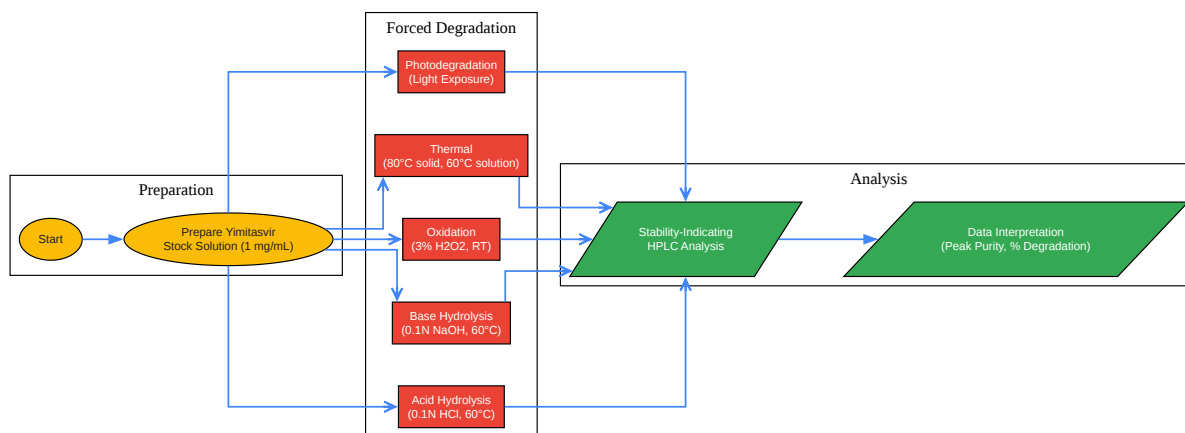 Preparation
Start
Prepare Yimitasvir
Stock Solution (1 mg/mL)
Forced Degradation
Photodegradation
(Light Exposure)
Thermal
(80°C solid, 60°C solution)
Oxidation
(3% H2O2, RT)
Base Hydrolysis
(0.1N NaOH, 60°C)
Acid Hydrolysis
(0.1N HCl, 60°C)
Analysis
Stability-Indicating
HPLC Analysis
Data Interpretation
(Peak Purity, % Degradation)